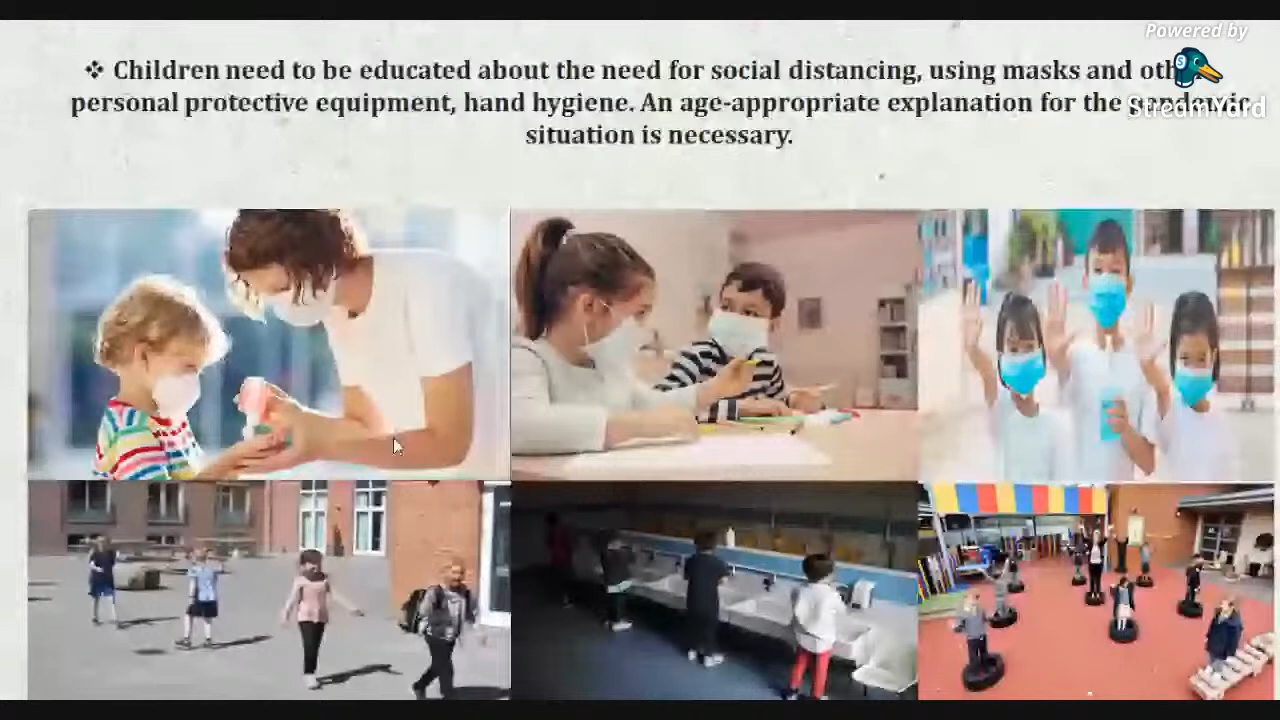 Powered by
❖ Children need to be educated about the need for social distancing, using masks and
personal protective equipment, hand hygiene. An age-appropriate explanation for the
StreamYard
situation is necessary.